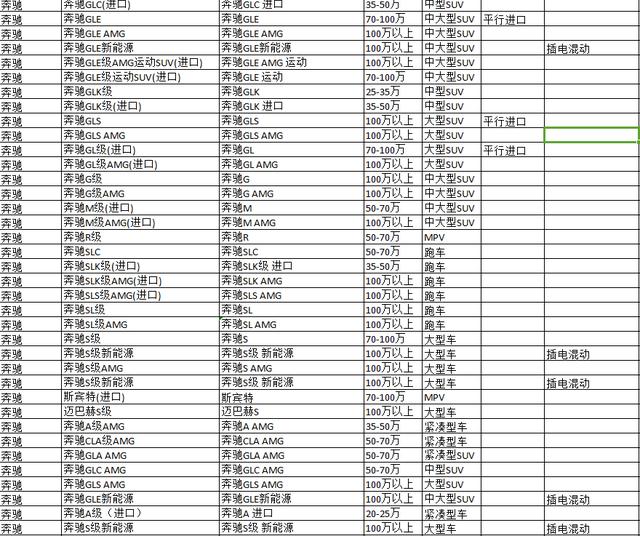 奔驰 奔驰GLC(进口) 奔驰GLC 进口 35-50万 中型SUV
奔驰 奔驰GLE 奔驰GLE 70-100万 中大型SUV 平行进口
奔驰 奔驰GLE AMG 奔驰GLE AMG 100万以上 中大型SUV
奔驰 奔驰GLE新能源 奔驰GLE新能源 100万以上 中大型SUV 插电混动
奔驰 奔驰GLE级AMG运动SUV(进口) 奔驰GLE AMG 运动 100万以上 中大型SUV
奔驰 奔驰GLE级运动SUV(进口) 奔驰GLE 运动 70-100万 中大型SUV
奔驰 奔驰GLK级 奔驰GLK 25-35万 中型SUV
奔驰 奔驰GLK级(进口) 奔驰GLK 进口 35-50万 中型SUV
奔驰 奔驰GLS 奔驰GLS 100万以上 大型SUV 平行进口
奔驰 奔驰GLS AMG 奔驰GLS AMG 100万以上 大型SUV
奔驰 奔驰GL级(进口) 奔驰GL 70-100万 大型SUV 平行进口
奔驰 奔驰GL级AMG(进口) 奔驰GL AMG 100万以上 大型SUV
奔驰 奔驰G级 奔驰G 100万以上 中大型SUV
奔驰 奔驰G级AMG 奔驰G AMG 100万以上 中大型SUV
奔驰 奔驰M级(进口) 奔驰M 50-70万 中大型SUV
奔驰 奔驰M级AMG(进口) 奔驰M AMG 100万以上 中大型SUV
奔驰 奔驰R级 奔驰R 50-70万 MPV
奔驰 奔驰SLC 奔驰SLC 50-70万 跑车
奔驰 奔驰SLK级(进口) 奔驰SLK级 进口 35-50万 跑车
奔驰 奔驰SLK级AMG(进口) 奔驰SLK AMG 100万以上 跑车
奔驰 奔驰SLS级AMG(进口) 奔驰SLS AMG 100万以上 跑车
奔驰 奔驰SL级 奔驰SL 100万以上 跑车
奔驰 奔驰SL级AMG 奔驰SL AMG 100万以上 跑车
奔驰 奔驰S级 奔驰S 70-100万 大型车
奔驰 奔驰S级新能源 奔驰S级 新能源 100万以上 大型车 插电混动
奔驰 奔驰S级AMG 奔驰S AMG 100万以上 大型车
奔驰 奔驰S级新能源 奔驰S级 新能源 100万以上 大型车 插电混动
奔驰 斯宾特(进口) 斯宾特 70-100万 MPV
奔驰 迈巴赫S级 迈巴赫S 100万以上 大型车
奔驰 奔驰A级AMG 奔驰A AMG 35-50万 紧凑型车
奔驰 奔驰CLA级AMG 奔驰CLA AMG 50-70万 紧凑型车
奔驰 奔驰GLA AMG 奔驰GLA AMG 50-70万 紧凑型SUV
奔驰 奔驰GLC AMG 奔驰GLC AMG 50-70万 中型SUV
奔驰 奔驰GLS AMG 奔驰GLS AMG 100万以上 大型SUV
奔驰 奔驰GLE新能源 奔驰GLE新能源 100万以上 中大型SUV 插电混动
奔驰 奔驰A级（进口） 奔驰A 进口 20-25万 紧凑型车
奔驰 奔驰S级新能源 奔驰S级 新能源 100万以上 大型车 插电混动